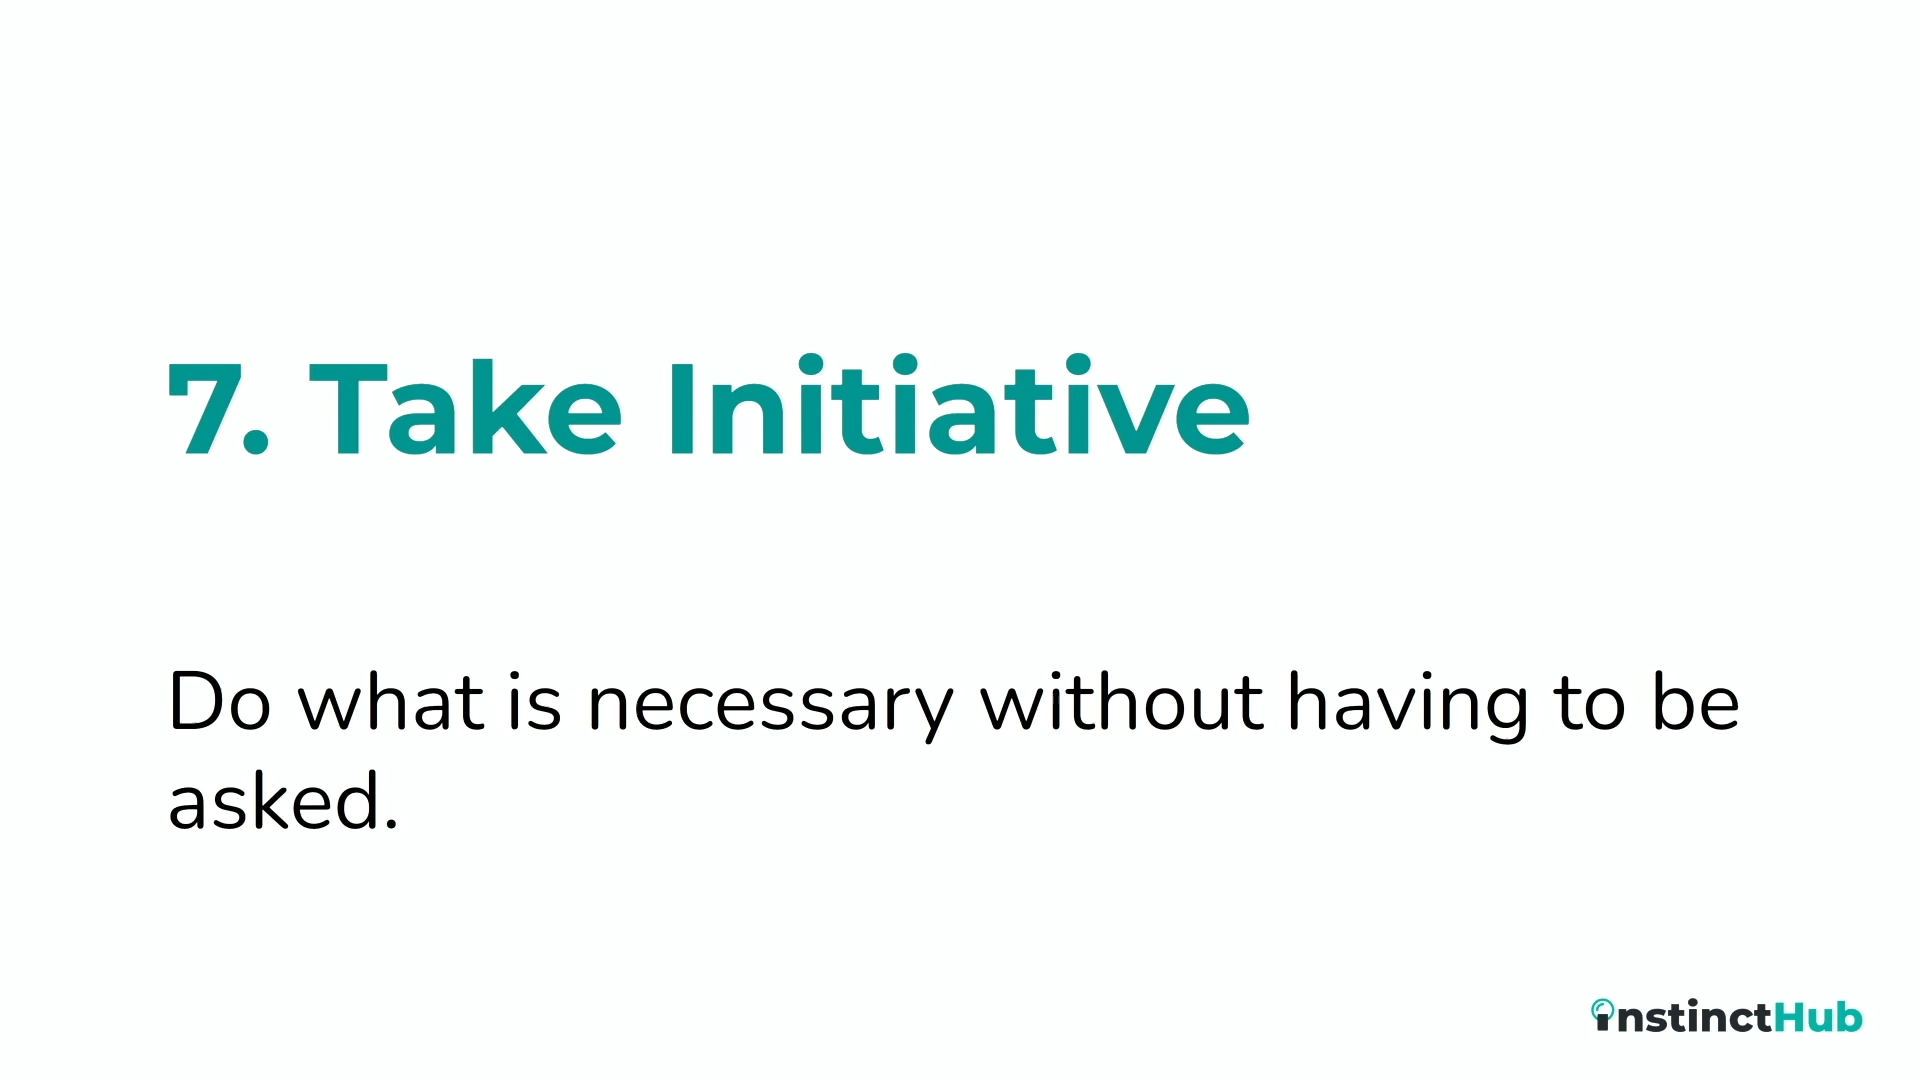 7. Take Initiative
Do what is necessary without having to be
asked.
instinctHub